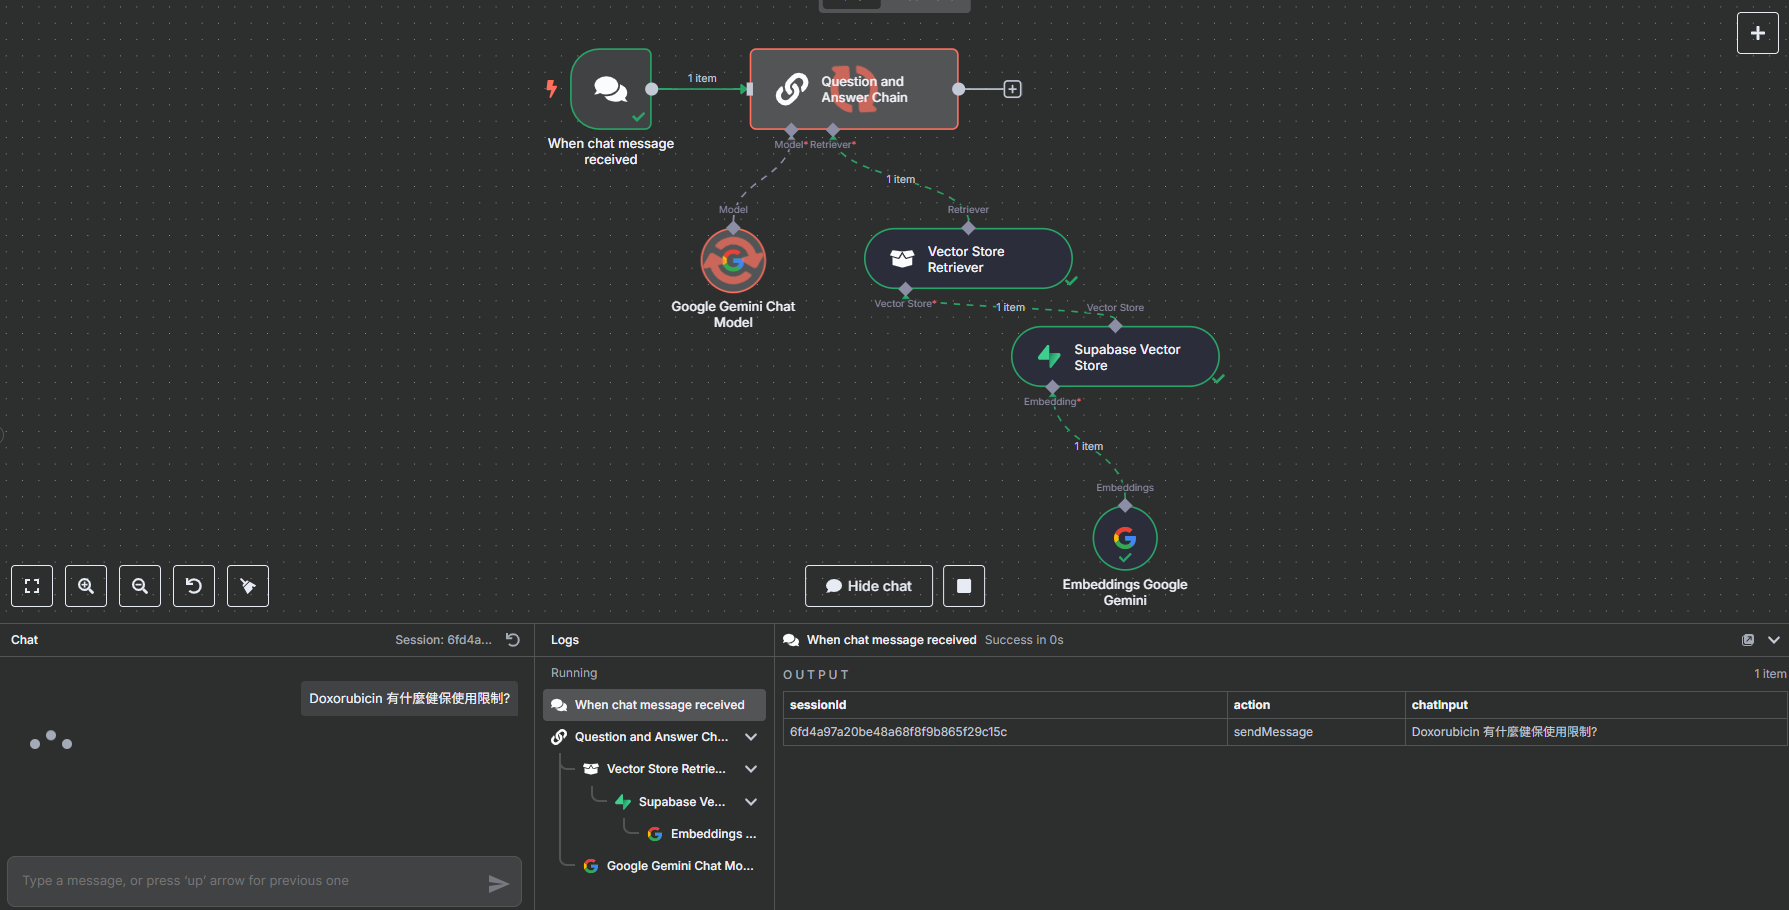 1 item
Question and
Answer Chain
When chat message
received
Model* Retriever*
1 item
Model
Retriever
Vector Store
Retriever
Google Gemini Chat
Model
Vector Store*
1 item
Vector Store
Supabase Vector
Store
Embedding*
1 item
Embeddings
Embeddings Google
Gemini
Hide chat
Chat
Session: 6fd4a...
Doxorubicin 有什麼健保使用限制?
Type a message, or press 'up' arrow for previous one
Logs
Running
When chat message received
Question and Answer Ch...
Vector Store Retrie...
Supabase Ve...
Embeddings ...
Google Gemini Chat Mo...
When chat message received Success in 0s
OUTPUT
1 item
sessionId action chatInput
6fd4a97a20be48a68f8f9b865f29c15c sendMessage Doxorubicin 有什麼健保使用限制?